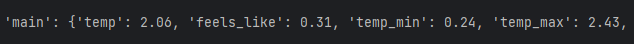 'main': {'temp': 2.06, 'feels_like': 0.31, 'temp_min': 0.24, 'temp_max': 2.43,